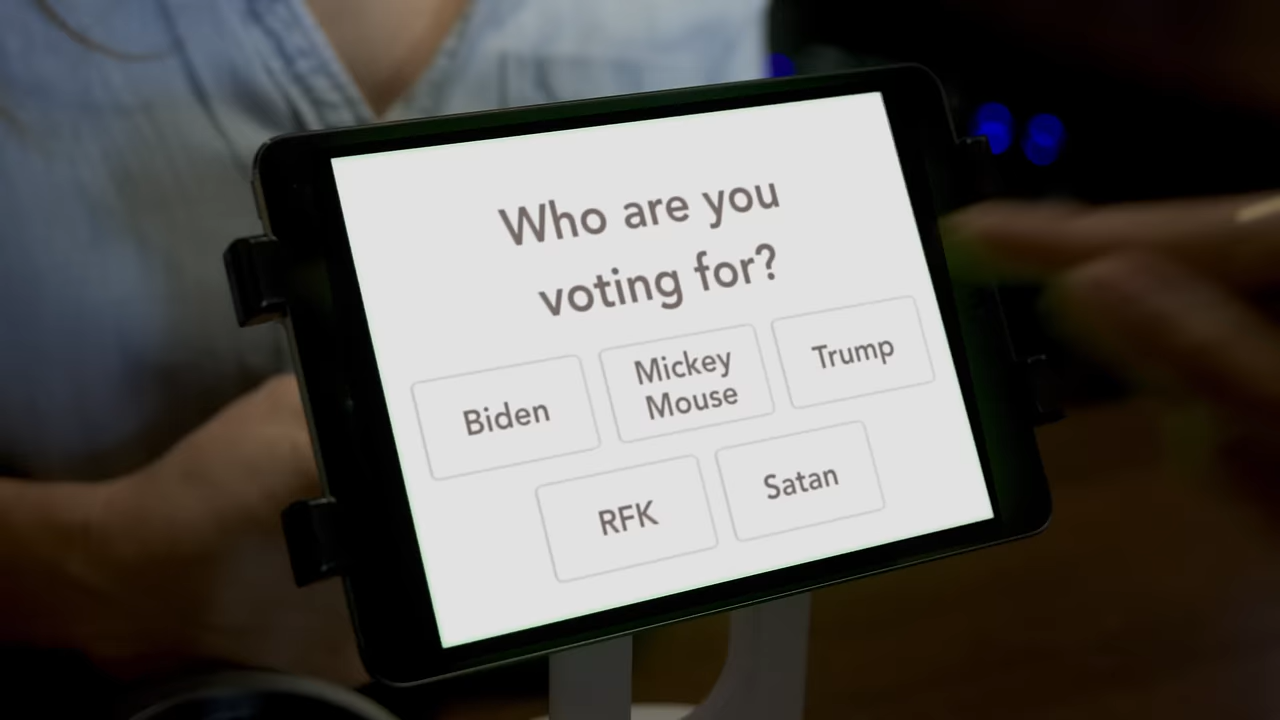 Who are you
voting for?
Biden
Mickey
Mouse
Trump
RFK
Satan